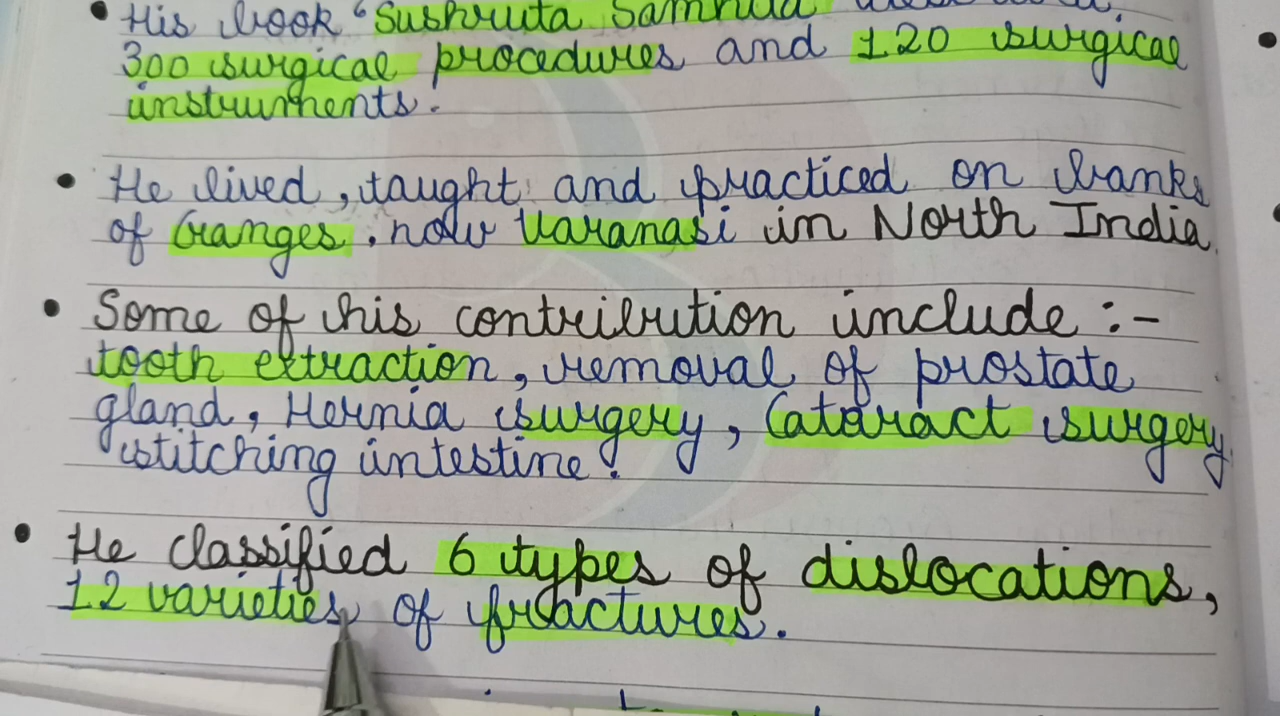 • His book "Sushruta Samhita
300 surgical procedures and 120 surgical
instruments.
• He lived, taught and practiced on banks
of Ganges, now Varanasi in North India.
• Some of his contribution include :-
tooth extraction, removal of prostate
gland, Hernia surgery, Cataract surgery
stitching intestine.
• He classified 6 types of dislocations,
12 varieties of fractures.